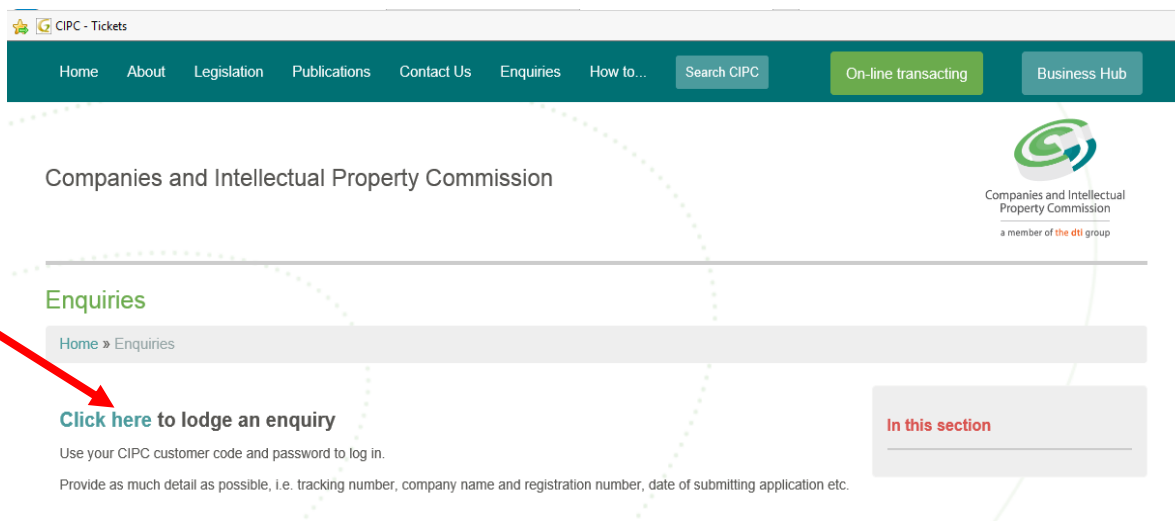 CIPC - Tickets
Home About Legislation Publications Contact Us Enquiries How to... Search CIPC On-line transacting Business Hub
Companies and Intellectual Property Commission
Companies and Intellectual
Property Commission
a member of the dti group
Enquiries
Home » Enquiries
Click here to lodge an enquiry
In this section
Use your CIPC customer code and password to log in.
Provide as much detail as possible, i.e. tracking number, company name and registration number, date of submitting application etc.